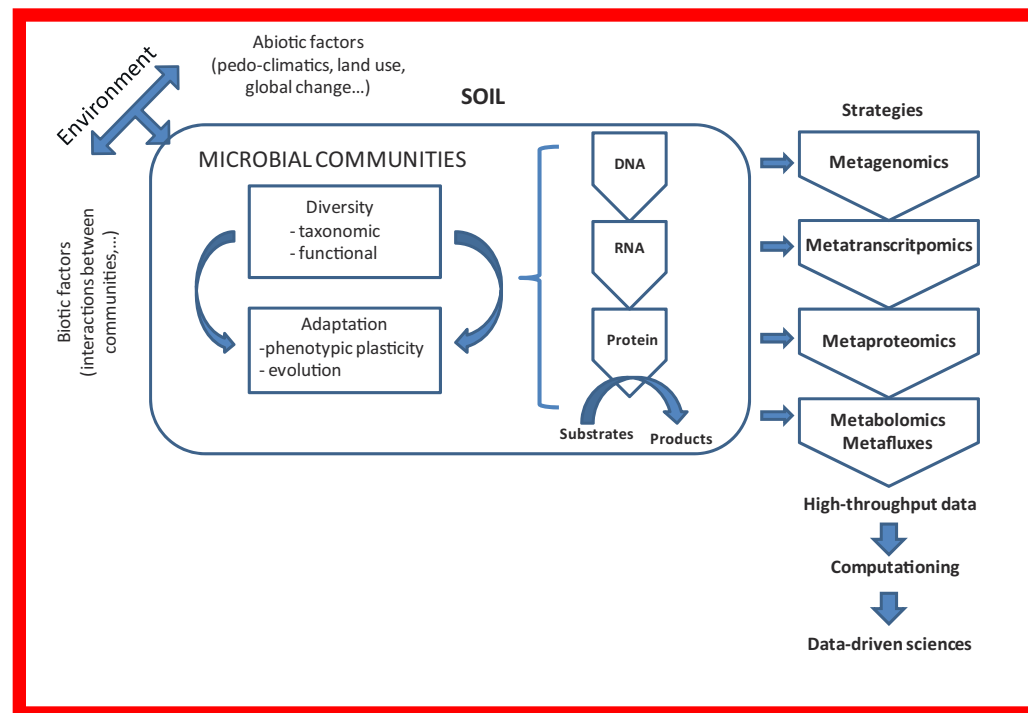 Environment
Abiotic factors
(pedo-climatics, land use,
global change...)
SOIL
Biotic factors
(interactions between
communities,...)
MICROBIAL COMMUNITIES
Diversity
- taxonomic
- functional
Adaptation
-phenotypic plasticity
- evolution
DNA
RNA
Protein
Substrates
Products
Strategies
Metagenomics
Metatranscritpomics
Metaproteomics
Metabolomics
Metafluxes
High-throughput data
Computationing
Data-driven sciences